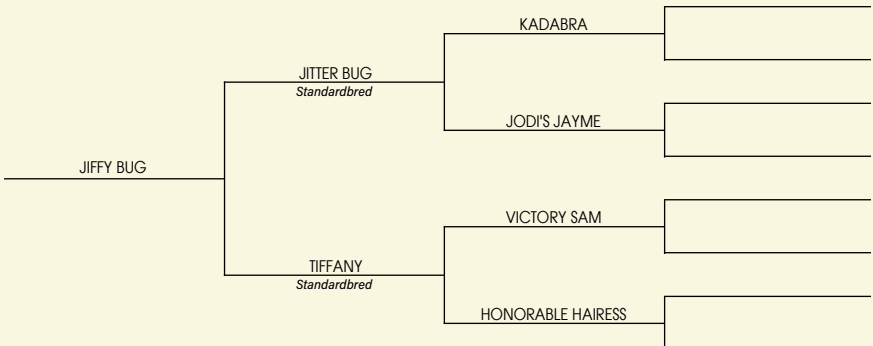 KADABRA
JITTER BUG
Standardbred
JODI'S JAYME
JIFFY BUG
VICTORY SAM
TIFFANY
Standardbred
HONORABLE HAIRESS